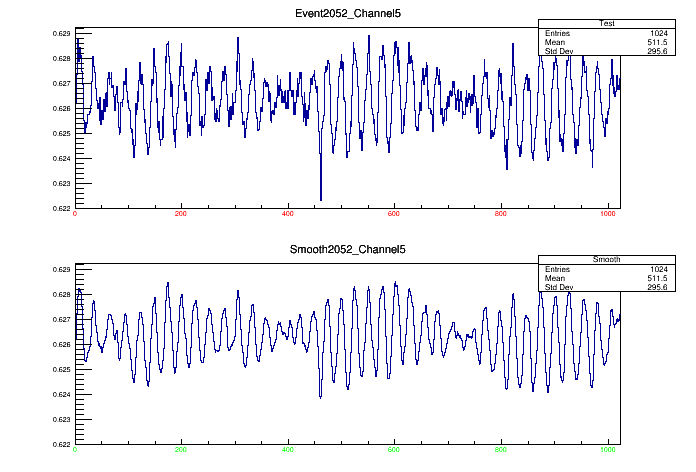 Event2052_Channel5
Test
Entries 1024
Mean 511.5
Std Dev 295.6
0.629
0.628
0.627
0.626
0.625
0.624
0.623
0.622
0 200 400 600 800 1000
Smooth2052_Channel5
Smooth
Entries 1024
Mean 511.5
Std Dev 295.6
0.629
0.628
0.627
0.626
0.625
0.624
0.623
0.622
0 200 400 600 800 1000